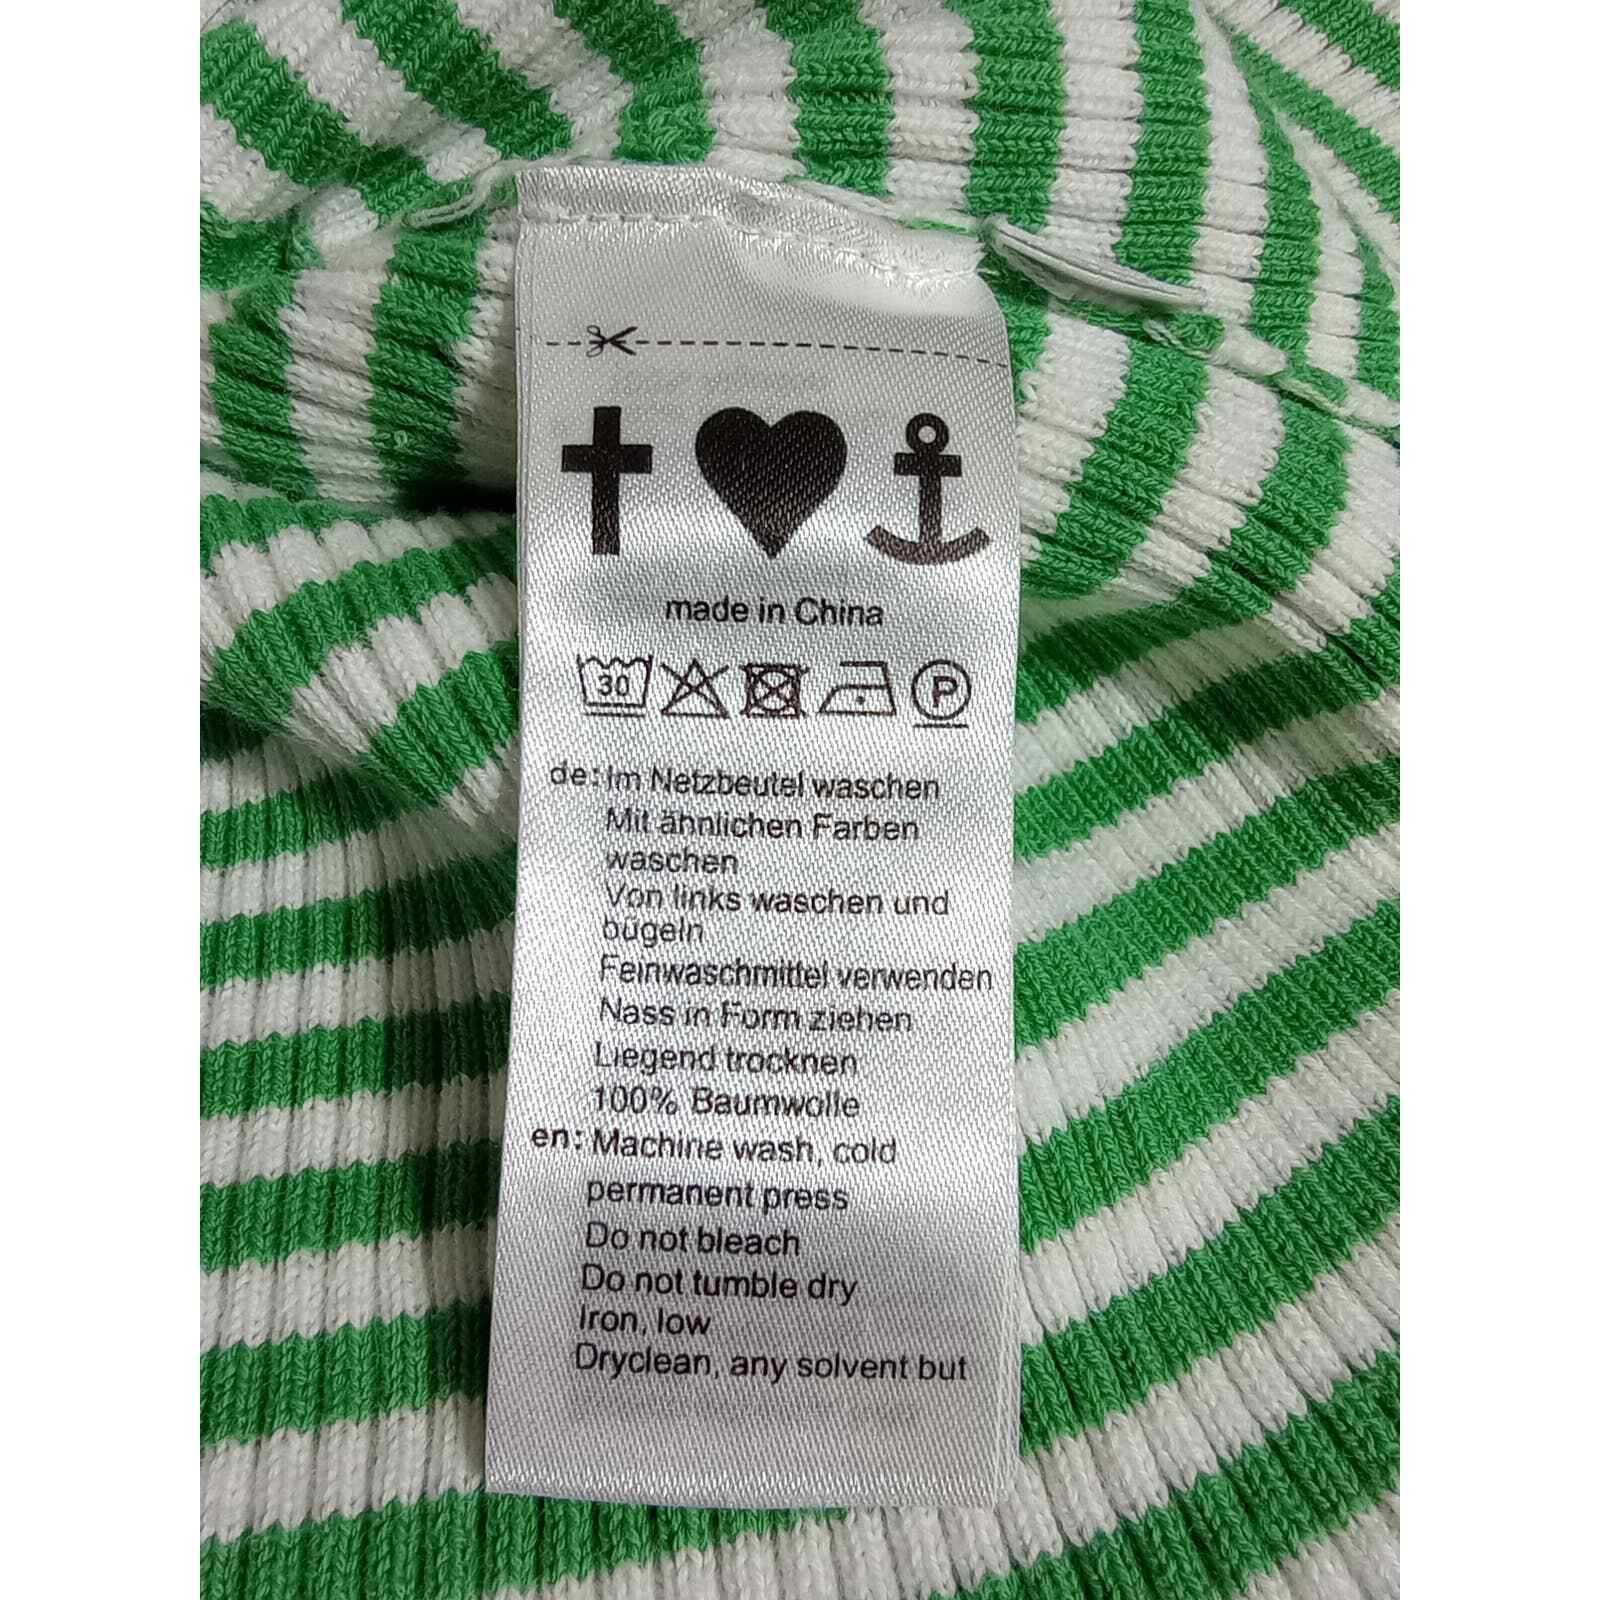 made in China
30 P
de: Im Netzbeutel waschen
Mit ähnlichen Farben
waschen
Von links waschen und
bügeln
Feinwaschmittel verwenden
Nass in Form ziehen
Liegend trocknen
100% Baumwolle
en: Machine wash, cold
permanent press
Do not bleach
Do not tumble dry
Iron, low
Dryclean, any solvent but